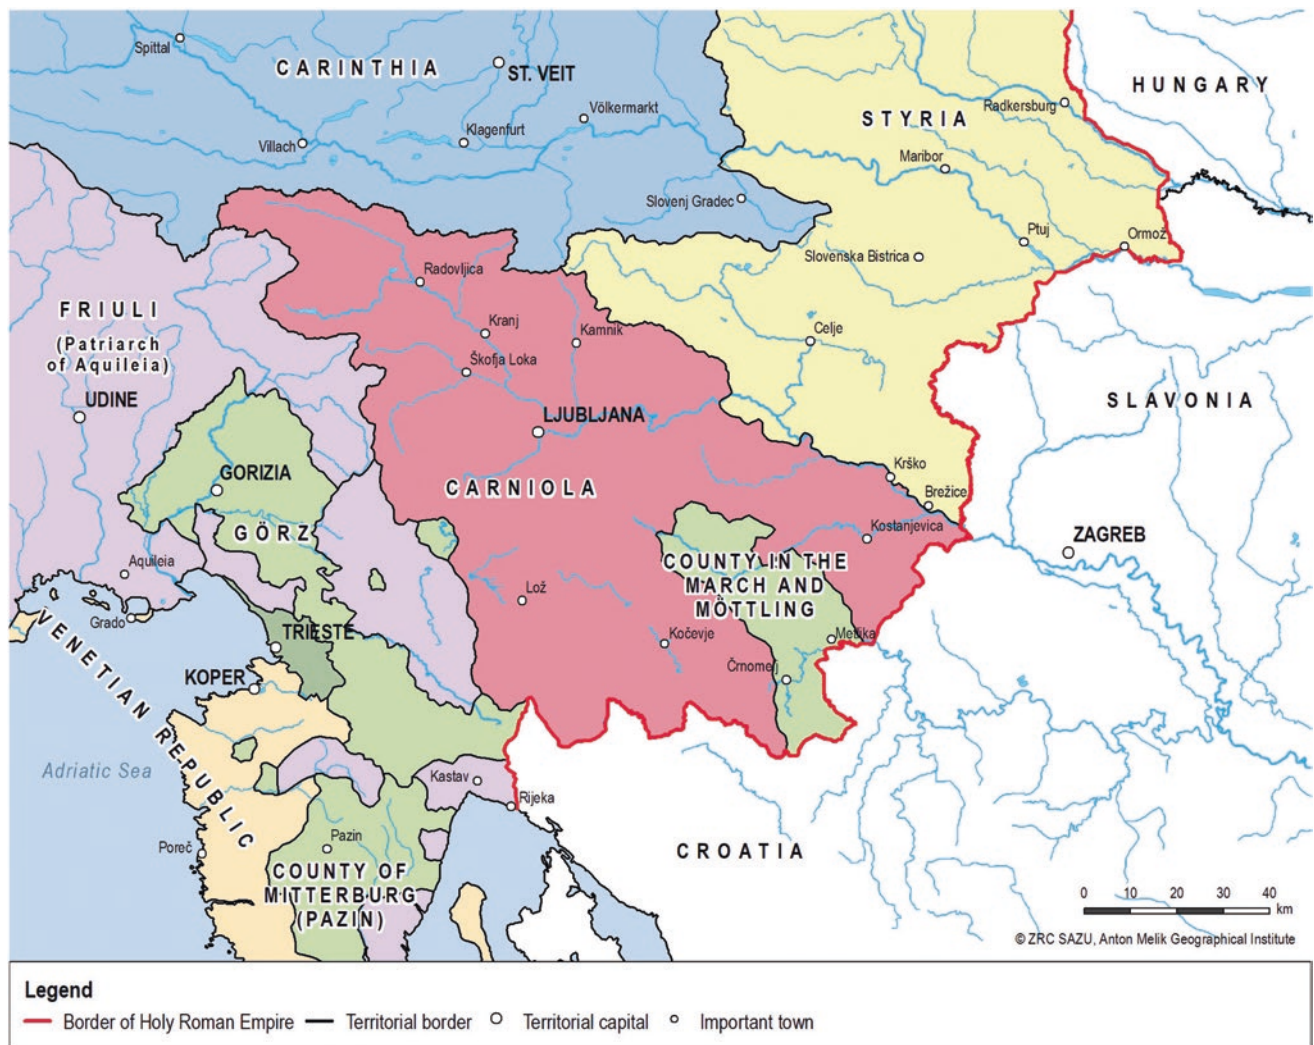 Spittal
CARINTHIA
ST. VEIT
Völkermarkt
Klagenfurt
Villach
STYRIA
Radkersburg
HUNGARY
Maribor
Slovenj Gradec
Ptuj
Ormož
Slovenska Bistrica
Radovljica
FRIULI
(Patriarch
of Aquileia)
Kranj
Kamnik
Celje
Škofja Loka
UDINE
LJUBLJANA
SLAVONIA
GORIZIA
CARNIOLA
Krško
Brežice
GÖRZ
Kostanjevica
ZAGREB
Aquileia
COUNTY IN THE
MARCH AND
MÖTTLING
Lož
Grado
TRIESTE
Kočevje
Metlika
Črnomelj
KOPER
VENETIAN REPUBLIC
Adriatic Sea
Kastav
Rijeka
Poreč
Pazin
COUNTY OF
MITTERBURG
(PAZIN)
CROATIA
0 10 20 30 40
km
© ZRC SAZU, Anton Melik Geographical Institute
Legend
Border of Holy Roman Empire Territorial border Territorial capital Important town